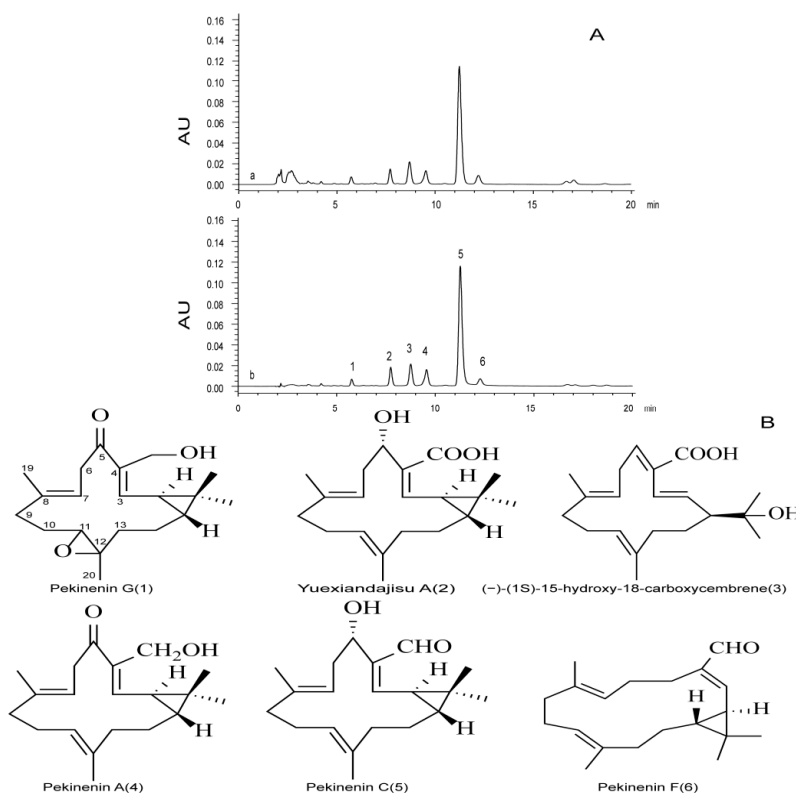 A
0.16
0.14
0.12
0.10
0.08
0.06
0.04
0.02
0.00
AU
a
0
5
10
15
20
min
0.16
0.14
0.12
0.10
0.08
0.06
0.04
0.02
0.00
AU
b
1
2
3
4
5
6
0
5
10
15
20
min
B
O
OH
5
4
6
H
19
7
3
8
9
10
11
13
O
12
H
20
Pekinenin G(1)
OH
COOH
H
H
Yuexiandajisu A(2)
COOH
OH
(−)-(1S)-15-hydroxy-18-carboxycembrene(3)
O
CH2OH
H
H
Pekinenin A(4)
OH
CHO
H
H
Pekinenin C(5)
CHO
H
H
Pekinenin F(6)